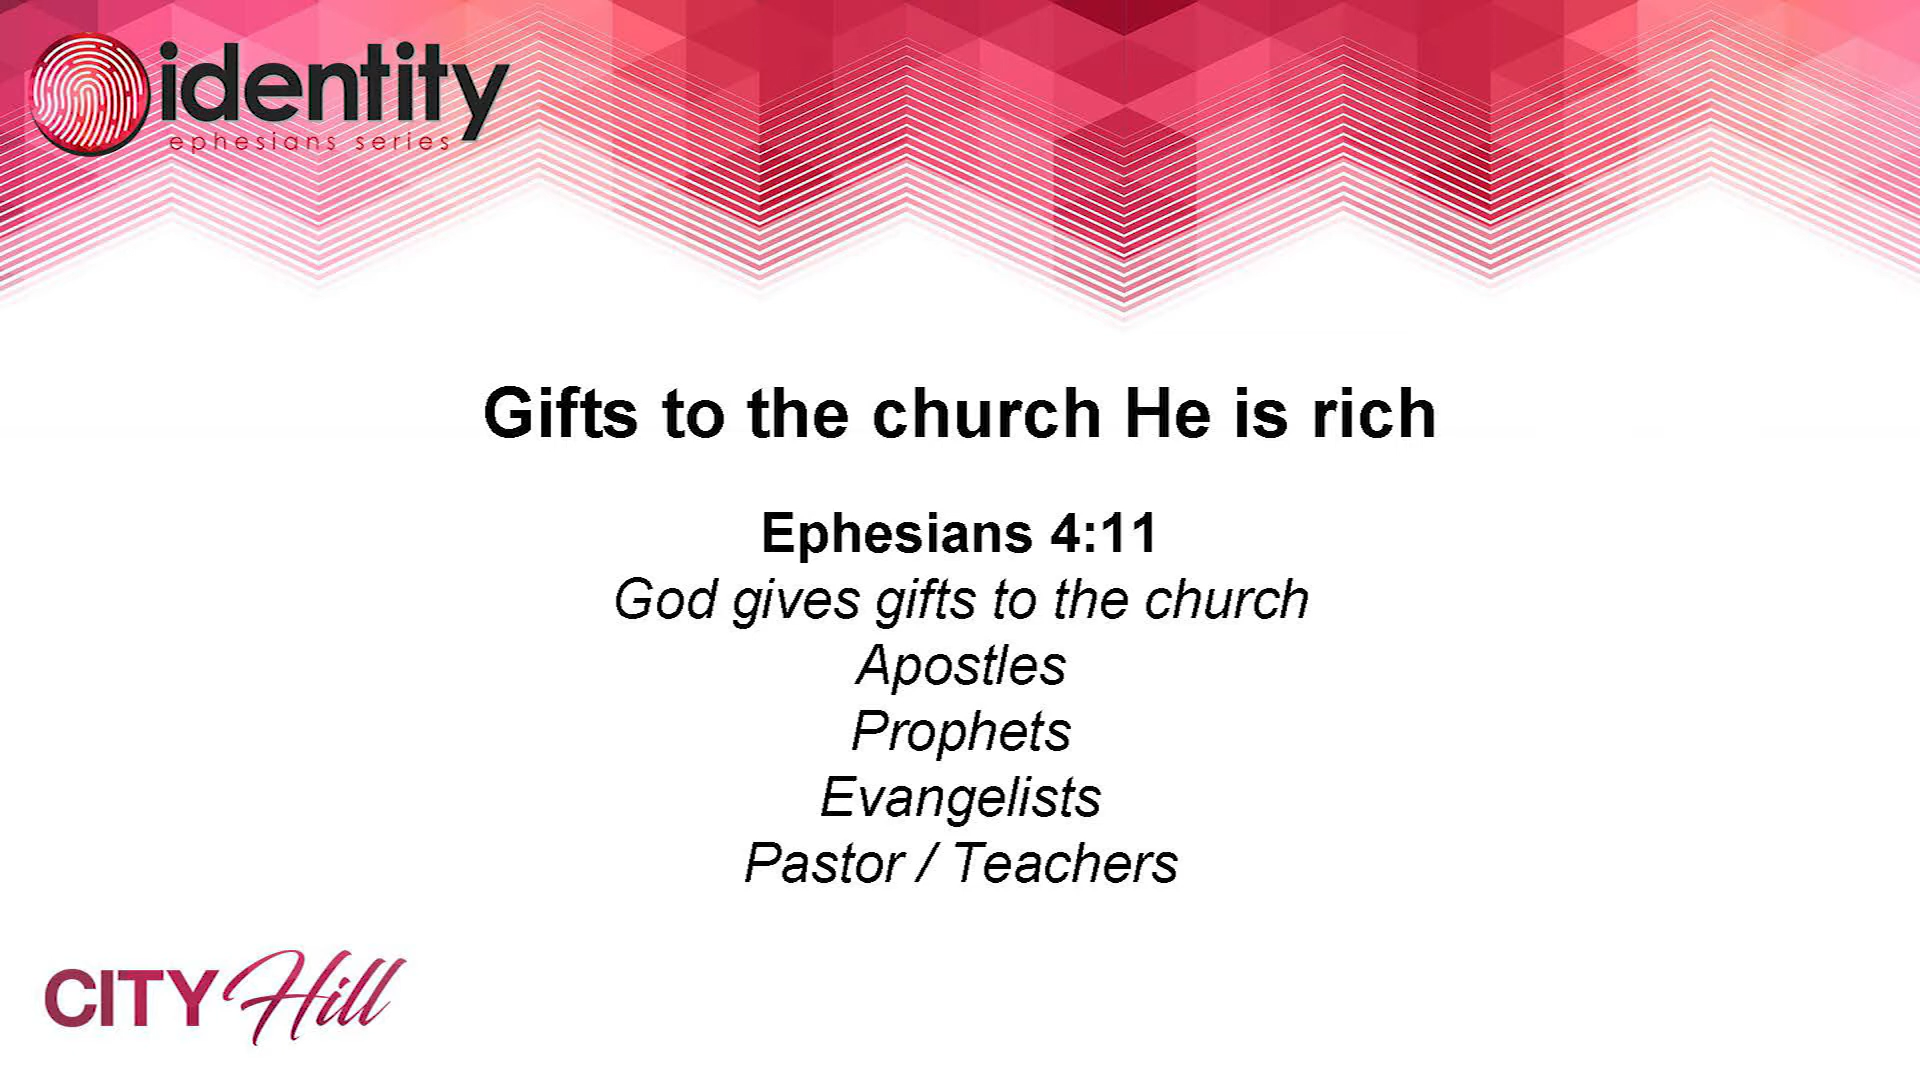 identity
ephesians series
Gifts to the church He is rich
Ephesians 4:11
God gives gifts to the church
Apostles
Prophets
Evangelists
Pastor / Teachers
CITY Hill